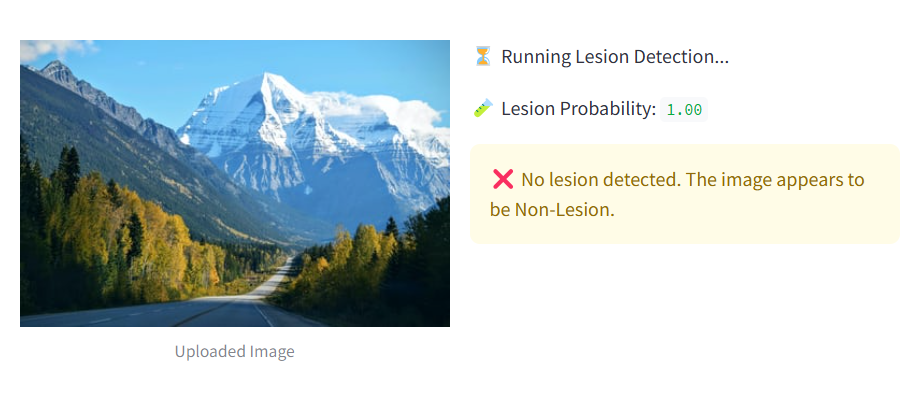 ⏳ Running Lesion Detection...
🧪 Lesion Probability: 1.00
❌ No lesion detected. The image appears to
be Non-Lesion.
Uploaded Image